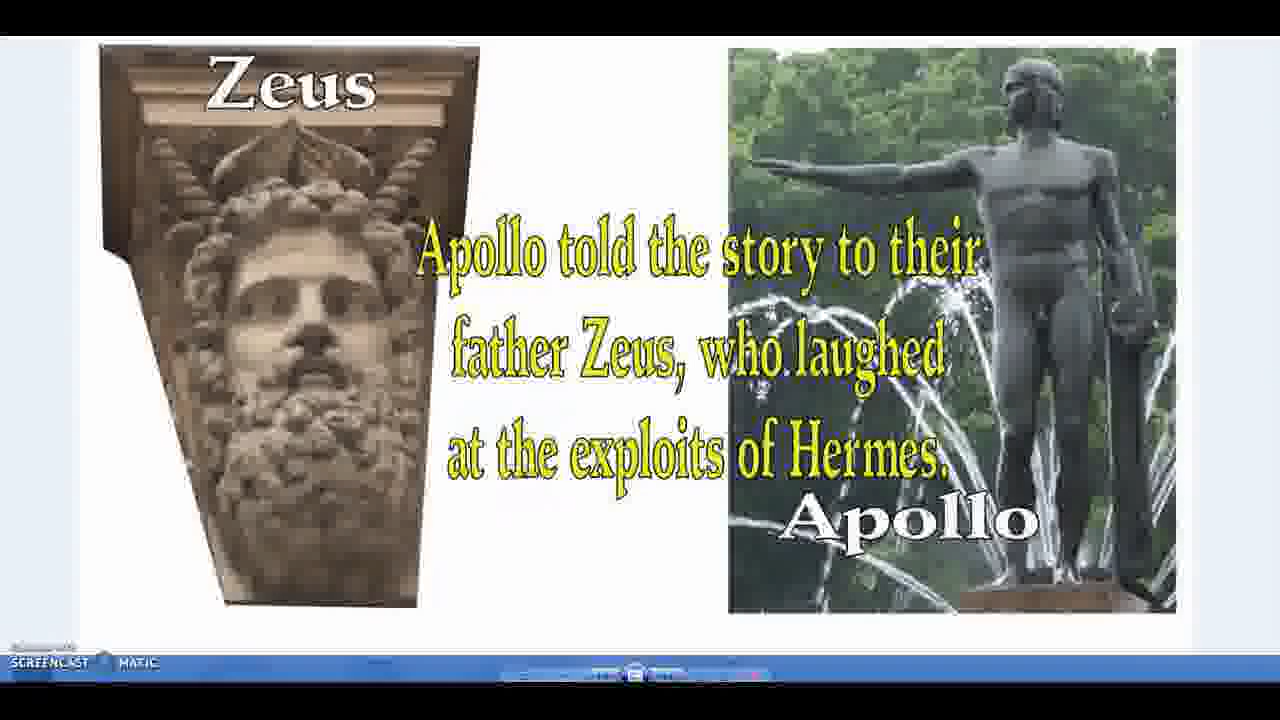 Zeus
Apollo told the story to their
father Zeus, who laughed
at the exploits of Hermes.
Apollo
SCREENCAST MATIC